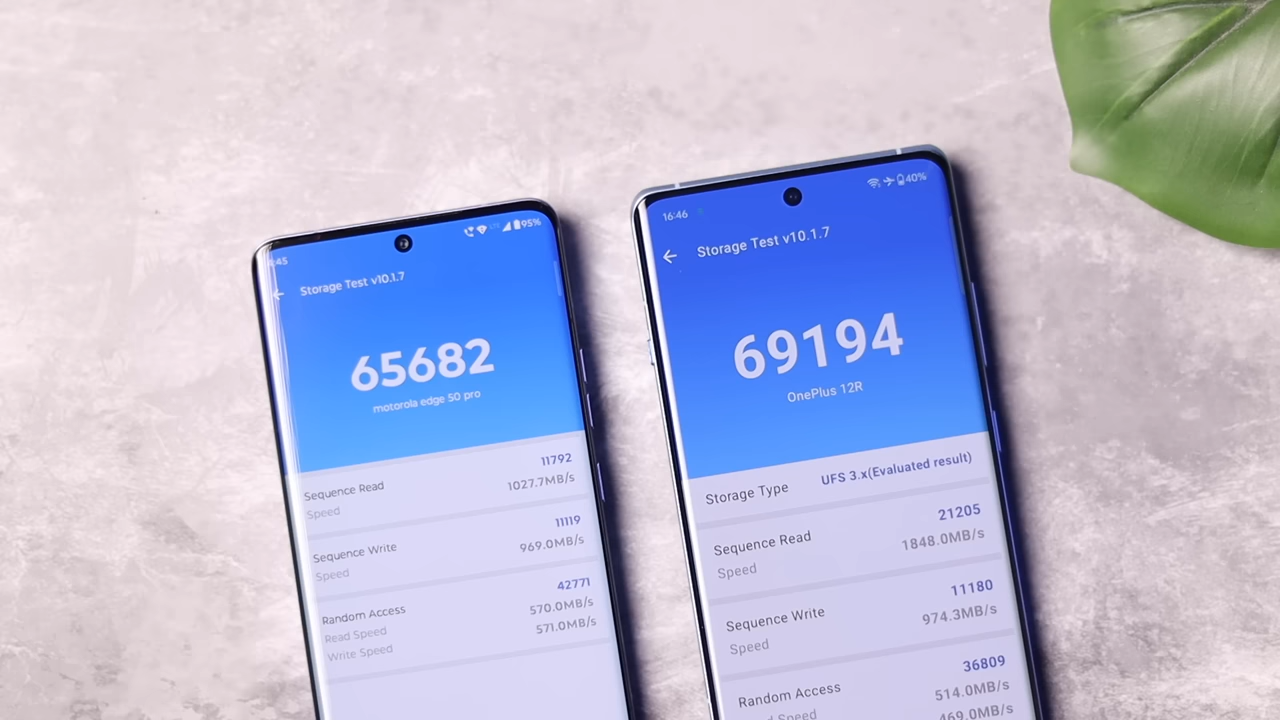 :45
95%
Storage Test v10.1.7
65682
motorola edge 50 pro
Sequence Read 11792
Speed 1027.7MB/s
Sequence Write 11119
Speed 969.0MB/s
Random Access 42771
Read Speed 570.0MB/s
Write Speed 571.0MB/s
16:46 40%
Storage Test v10.1.7
69194
OnePlus 12R
Storage Type UFS 3.x(Evaluated result)
Sequence Read 21205
Speed 1848.0MB/s
Sequence Write 11180
Speed 974.3MB/s
Random Access 36809
Speed 514.0MB/s
469.0MB/s